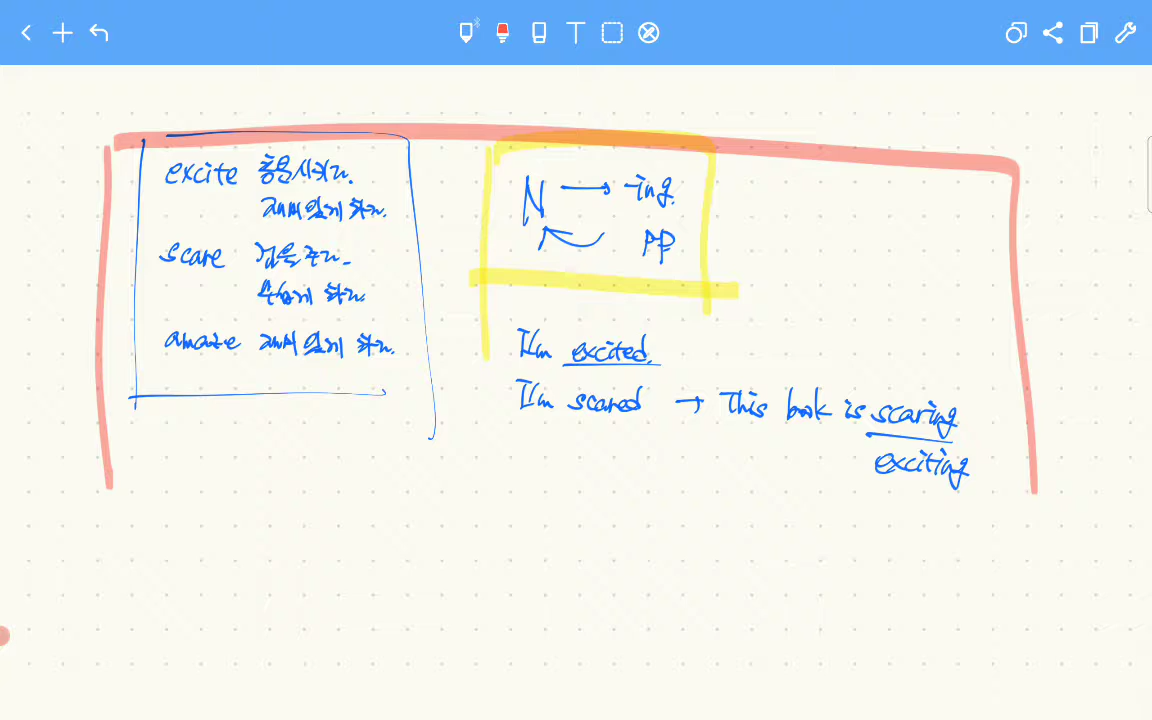 excite 흥분시키다.
재미있게 하다.
scare 겁을 주다.
무섭게 하다.
amaze 재미있게 하다.
N → -ing.
PP
I'm excited.
I'm scared → This book is scaring
exciting